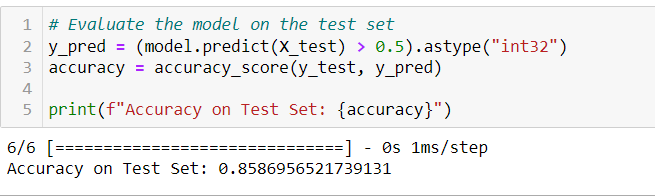 1 # Evaluate the model on the test set
2 y_pred = (model.predict(X_test) > 0.5).astype("int32")
3 accuracy = accuracy_score(y_test, y_pred)
4
5 print(f"Accuracy on Test Set: {accuracy}")
6/6 [==============================] - 0s 1ms/step
Accuracy on Test Set: 0.8586956521739131